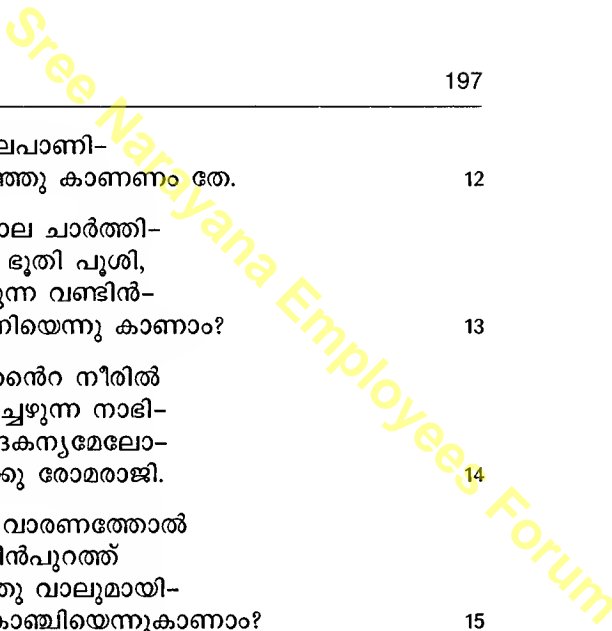 197
ലപാണി–
ഞ്ഞു കാണണം തേ. 12
ാല ചാർത്തി–
ഭൂതി പൂശി,
ുന്ന വണ്ടിൻ–
നിയെന്നു കാണാം? 13
ൻെറ നീരിൽ
ച്ചഴുന്ന നാഭി–
ദകന്യമേലോ–
രോമരാജി. 14
വാരണത്തോൽ
ിൻപുറത്ത്
തു വാലുമായി–
കാഞ്ചിയെന്നുകാണാം? 15
Sree Narayana Employees Forum